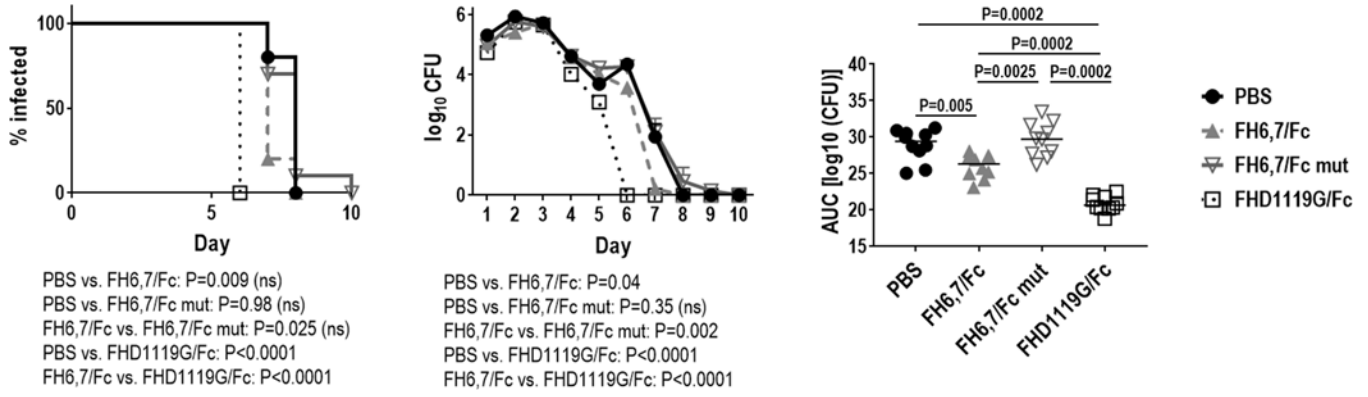 % infected
100
50
0
0
5
10
Day
PBS vs. FH6,7/Fc: P=0.009 (ns)
PBS vs. FH6,7/Fc mut: P=0.98 (ns)
FH6,7/Fc vs. FH6,7/Fc mut: P=0.025 (ns)
PBS vs. FHD1119G/Fc: P<0.0001
FH6,7/Fc vs. FHD1119G/Fc: P<0.0001
log10 CFU
6
4
2
0
1 2 3 4 5 6 7 8 9 10
Day
PBS vs. FH6,7/Fc: P=0.04
PBS vs. FH6,7/Fc mut: P=0.35 (ns)
FH6,7/Fc vs. FH6,7/Fc mut: P=0.002
PBS vs. FHD1119G/Fc: P<0.0001
FH6,7/Fc vs. FHD1119G/Fc: P<0.0001
P=0.0002
P=0.0002
P=0.0025 P=0.0002
P=0.005
AUC [log10 (CFU)]
40
35
30
25
20
15
PBS
FH6,7/Fc
FH6,7/Fc mut
FHD1119G/Fc
PBS
FH6,7/Fc
FH6,7/Fc mut
FHD1119G/Fc